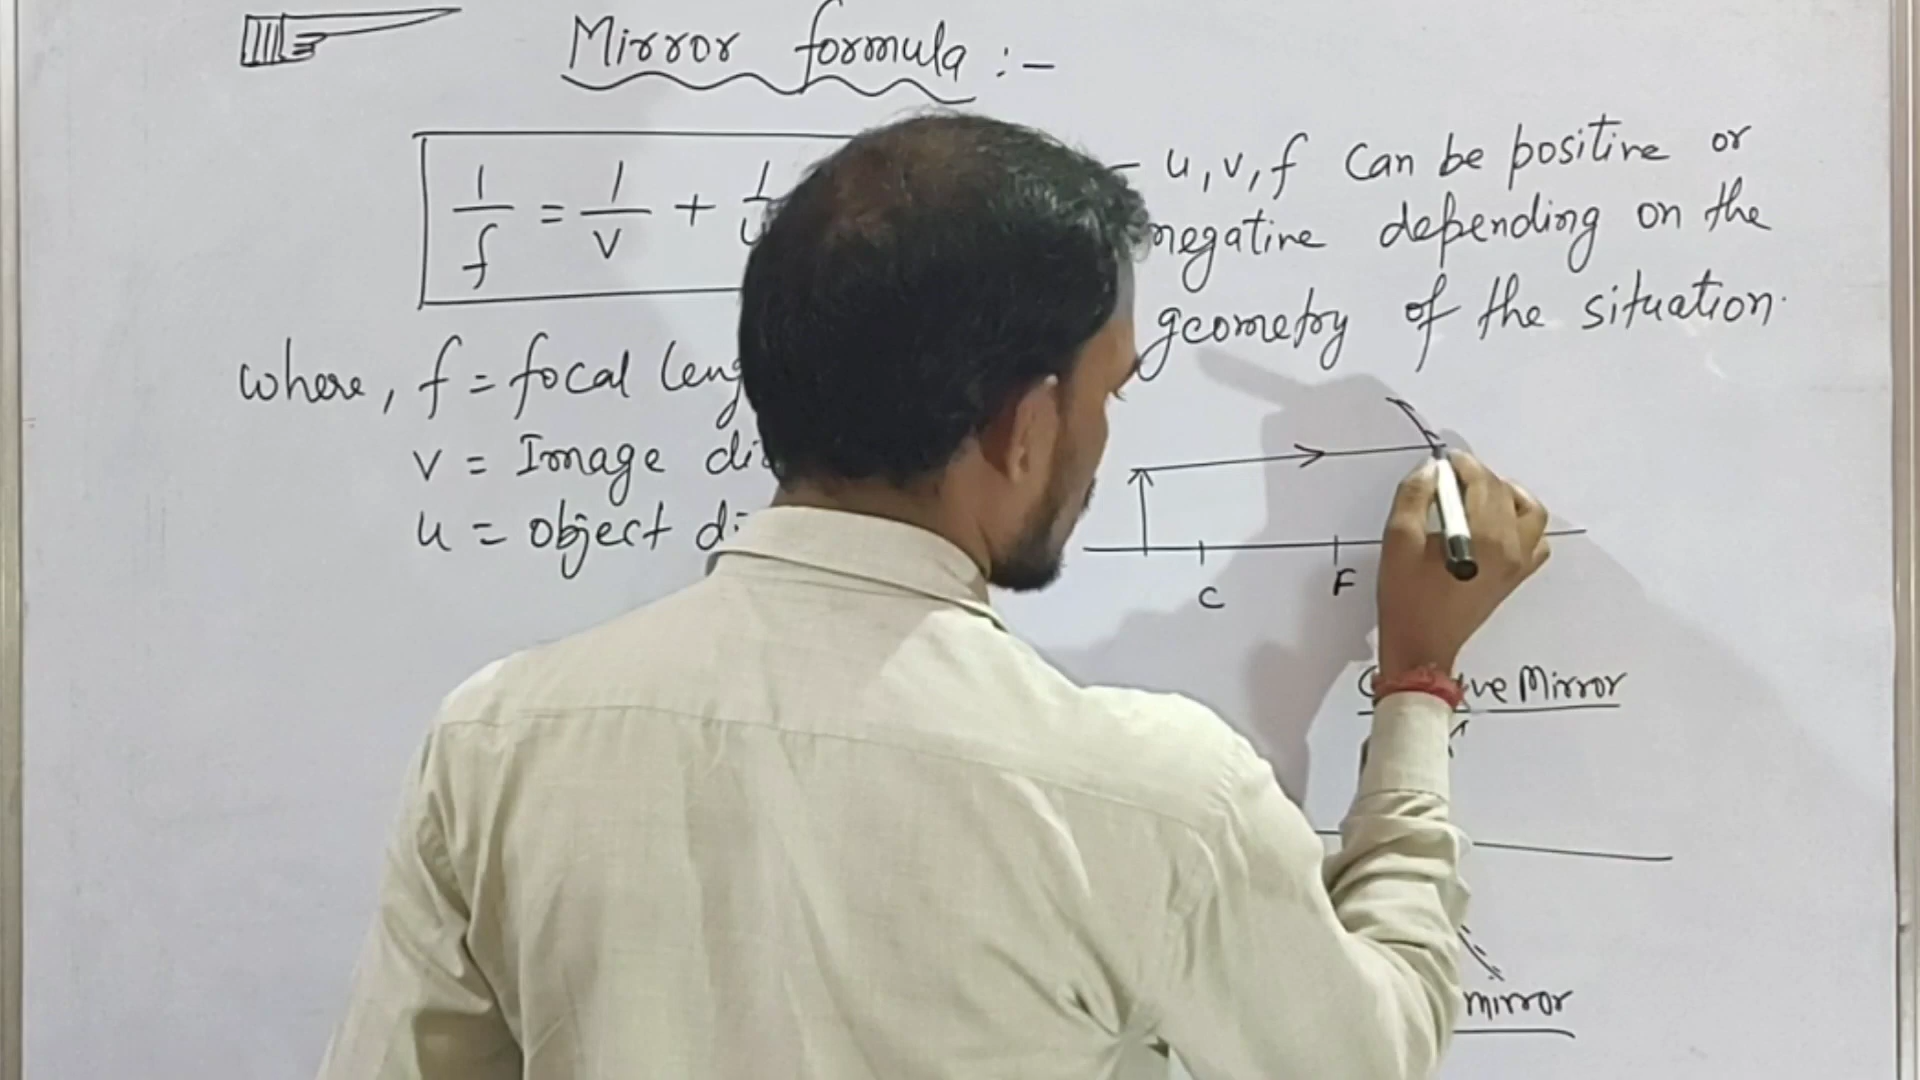 Mirror formula :-
1/f = 1/v + 1/
where, f = focal
v = Image
u = object
- u, v, f can be positive or
negative depending on the
geometry of the situation.
C F
Mirror
mirror